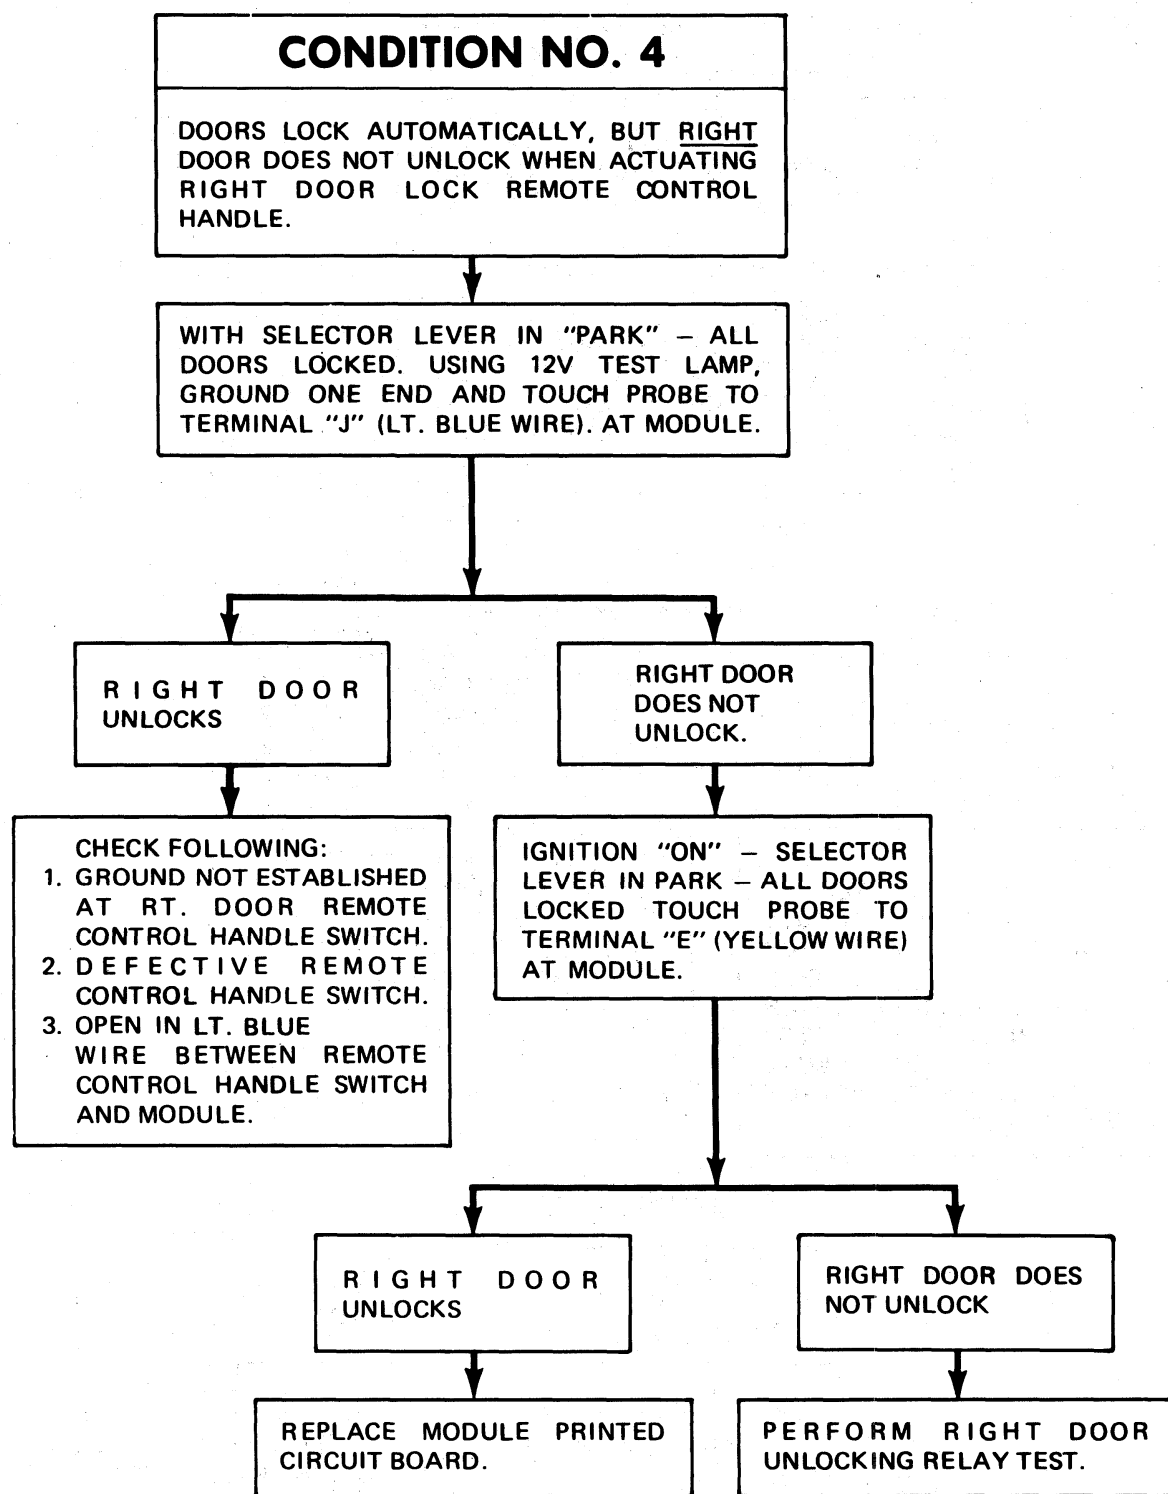 CONDITION NO. 4
DOORS LOCK AUTOMATICALLY, BUT RIGHT
DOOR DOES NOT UNLOCK WHEN ACTUATING
RIGHT DOOR LOCK REMOTE CONTROL
HANDLE.
WITH SELECTOR LEVER IN "PARK" – ALL
DOORS LOCKED. USING 12V TEST LAMP,
GROUND ONE END AND TOUCH PROBE TO
TERMINAL "J" (LT. BLUE WIRE). AT MODULE.
RIGHT DOOR
UNLOCKS
RIGHT DOOR
DOES NOT
UNLOCK.
CHECK FOLLOWING:
1. GROUND NOT ESTABLISHED
AT RT. DOOR REMOTE
CONTROL HANDLE SWITCH.
2. DEFECTIVE REMOTE
CONTROL HANDLE SWITCH.
3. OPEN IN LT. BLUE
WIRE BETWEEN REMOTE
CONTROL HANDLE SWITCH
AND MODULE.
IGNITION "ON" – SELECTOR
LEVER IN PARK – ALL DOORS
LOCKED TOUCH PROBE TO
TERMINAL "E" (YELLOW WIRE)
AT MODULE.
RIGHT DOOR
UNLOCKS
RIGHT DOOR DOES
NOT UNLOCK
REPLACE MODULE PRINTED
CIRCUIT BOARD.
PERFORM RIGHT DOOR
UNLOCKING RELAY TEST.